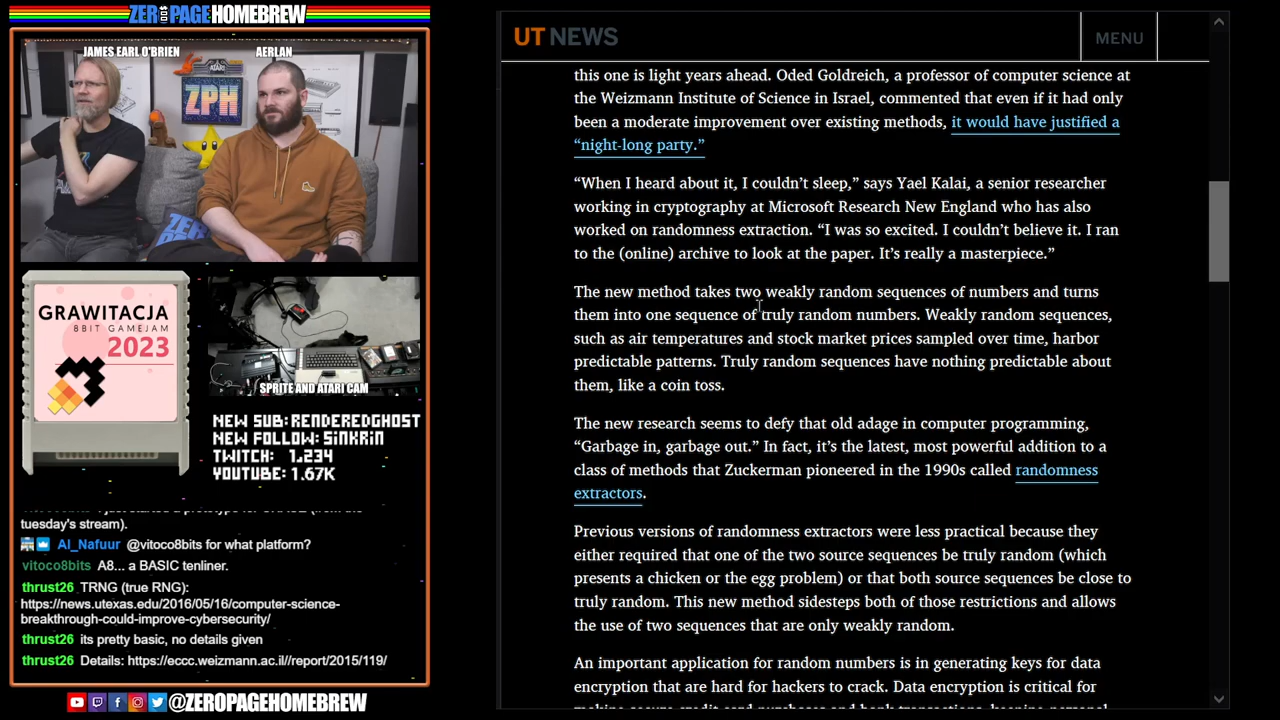 ZERO PAGE HOMEBREW
JAMES EARL O'BRIEN
AERLAN
ATARI
ZPH
GRAWITACJA
8BIT GAMEJAM
2023
SPRITE AND ATARI CAM
NEW SUB: RENDEREDGHOST
NEW FOLLOW: SINKRIN
TWITCH: 1,234
YOUTUBE: 1.67K
tuesday's stream).
Al_Nafuur @vitoco8bits for what platform?
vitoco8bits A8... a BASIC tenliner.
thrust26 TRNG (true RNG):
https://news.utexas.edu/2016/05/16/computer-science-
breakthrough-could-improve-cybersecurity/
thrust26 its pretty basic, no details given
thrust26 Details: https://eccc.weizmann.ac.il//report/2015/119/
@ZEROPAGEHOMEBREW
UT NEWS
MENU
this one is light years ahead. Oded Goldreich, a professor of computer science at
the Weizmann Institute of Science in Israel, commented that even if it had only
been a moderate improvement over existing methods, it would have justified a
“night-long party.”
“When I heard about it, I couldn’t sleep,” says Yael Kalai, a senior researcher
working in cryptography at Microsoft Research New England who has also
worked on randomness extraction. “I was so excited. I couldn’t believe it. I ran
to the (online) archive to look at the paper. It’s really a masterpiece.”
The new method takes two weakly random sequences of numbers and turns
them into one sequence of truly random numbers. Weakly random sequences,
such as air temperatures and stock market prices sampled over time, harbor
predictable patterns. Truly random sequences have nothing predictable about
them, like a coin toss.
The new research seems to defy that old adage in computer programming,
“Garbage in, garbage out.” In fact, it’s the latest, most powerful addition to a
class of methods that Zuckerman pioneered in the 1990s called randomness
extractors.
Previous versions of randomness extractors were less practical because they
either required that one of the two source sequences be truly random (which
presents a chicken or the egg problem) or that both source sequences be close to
truly random. This new method sidesteps both of those restrictions and allows
the use of two sequences that are only weakly random.
An important application for random numbers is in generating keys for data
encryption that are hard for hackers to crack. Data encryption is critical for